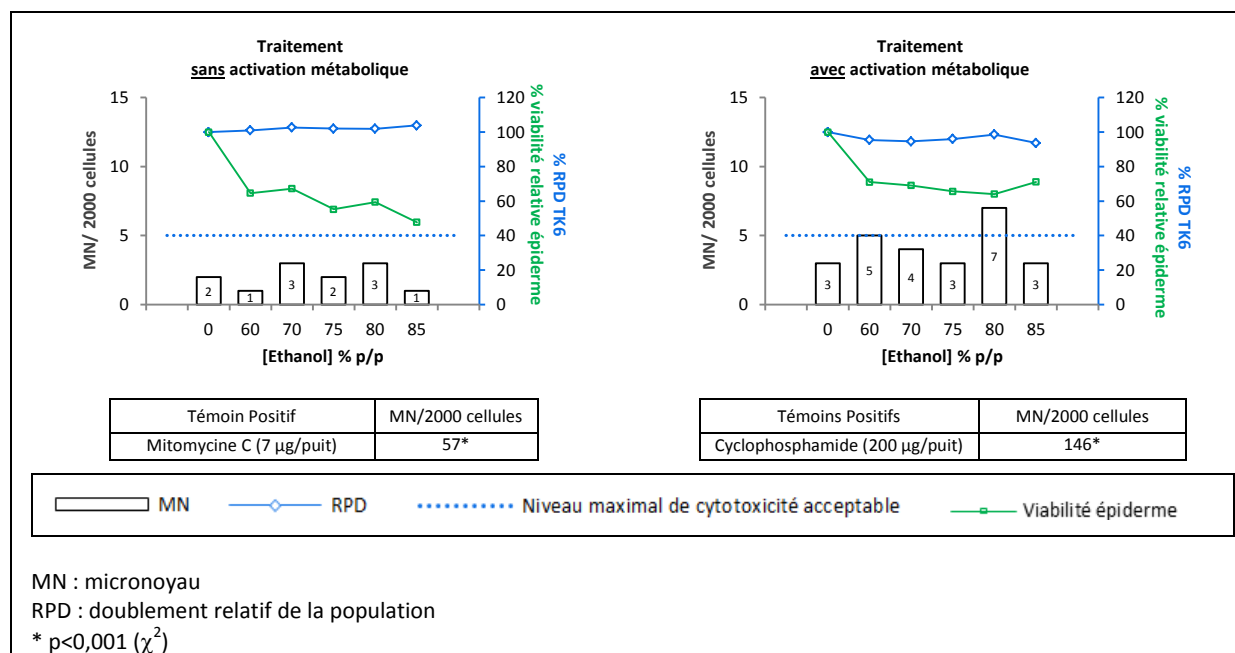 Traitement
sans activation métabolique
15
10
5
0
MN/ 2000 cellules
120
100
80
60
40
20
0
% RPD TK6
% viabilité relative épiderme
2
1
3
2
3
1
0 60 70 75 80 85
[Ethanol] % p/p
Témoin Positif MN/2000 cellules
Mitomycine C (7 µg/puit) 57*
Traitement
avec activation métabolique
15
10
5
0
MN/ 2000 cellules
120
100
80
60
40
20
0
% RPD TK6
% viabilité relative épiderme
3
5
4
3
7
3
0 60 70 75 80 85
[Ethanol] % p/p
Témoins Positifs MN/2000 cellules
Cyclophosphamide (200 µg/puit) 146*
MN RPD Niveau maximal de cytotoxicité acceptable Viabilité épiderme
MN : micronoyau
RPD : doublement relatif de la population
* p<0,001 (χ²)